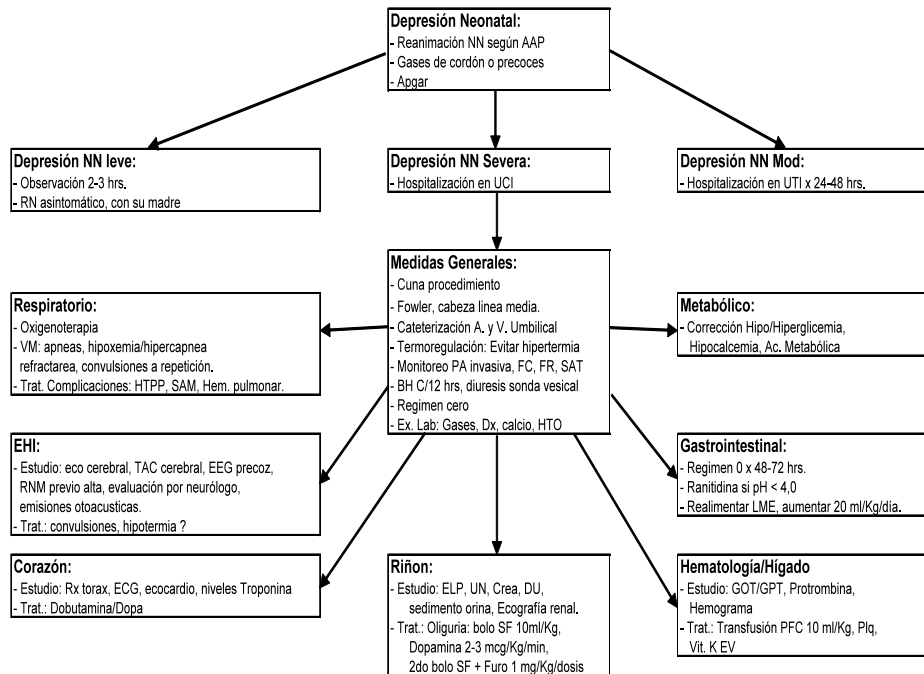 Depresión Neonatal:
- Reanimación NN según AAP
- Gases de cordón o precoces
- Apgar
Depresión NN leve:
- Observación 2-3 hrs.
- RN asintomático, con su madre
Depresión NN Severa:
- Hospitalización en UCI
Depresión NN Mod:
- Hospitalización en UTI x 24-48 hrs.
Medidas Generales:
- Cuna procedimiento
- Fowler, cabeza linea media.
- Cateterización A. y V. Umbilical
- Termoregulación: Evitar hipertermia
- Monitoreo PA invasiva, FC, FR, SAT
- BH C/12 hrs, diuresis sonda vesical
- Regimen cero
- Ex. Lab: Gases, Dx, calcio, HTO
Respiratorio:
- Oxigenoterapia
- VM: apneas, hipoxemia/hipercapnea
refractarea, convulsiones a repetición.
- Trat. Complicaciones: HTPP, SAM, Hem. pulmonar.
Metabólico:
- Corrección Hipo/Hiperglicemia,
Hipocalcemia, Ac. Metabólica
EHI:
- Estudio: eco cerebral, TAC cerebral, EEG precoz,
RNM previo alta, evaluación por neurólogo,
emisiones otoacusticas.
- Trat.: convulsiones, hipotermia ?
Gastrointestinal:
- Regimen 0 x 48-72 hrs.
- Ranitidina si pH < 4,0
- Realimentar LME, aumentar 20 ml/Kg/día.
Corazón:
- Estudio: Rx torax, ECG, ecocardio, niveles Troponina
- Trat.: Dobutamina/Dopa
Riñon:
- Estudio: ELP, UN, Crea, DU,
sedimento orina, Ecografía renal.
- Trat.: Oliguria: bolo SF 10ml/Kg,
Dopamina 2-3 mcg/Kg/min,
2do bolo SF + Furo 1 mg/Kg/dosis
Hematología/Hígado
- Estudio: GOT/GPT, Protrombina,
Hemograma
- Trat.: Transfusión PFC 10 ml/Kg, Plq,
Vit. K EV